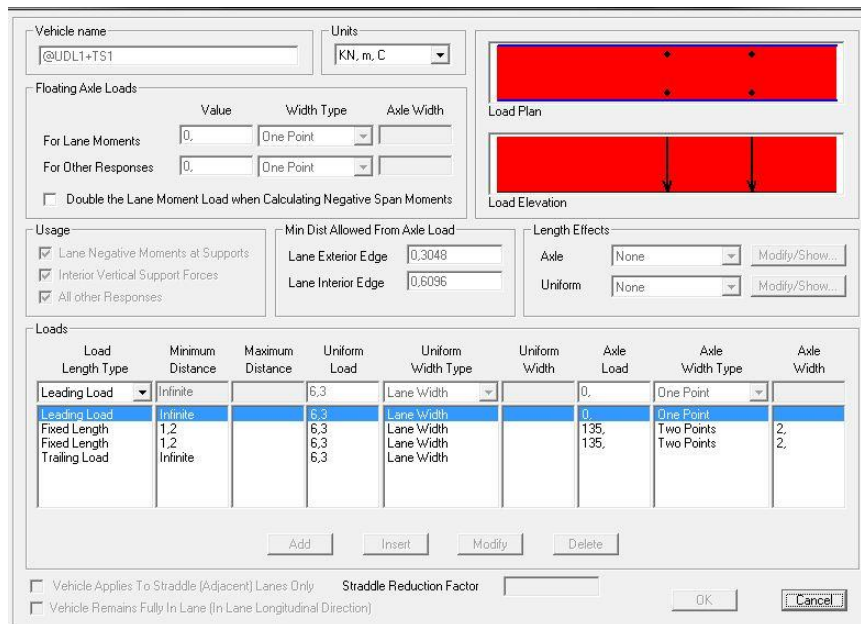 Vehicle name
@UDL1+TS1
Units
KN, m, C
Load Plan
Load Elevation
Floating Axle Loads
Value Width Type Axle Width
For Lane Moments 0, One Point
For Other Responses 0, One Point
Double the Lane Moment Load when Calculating Negative Span Moments
Usage
Lane Negative Moments at Supports
Interior Vertical Support Forces
All other Responses
Min Dist Allowed From Axle Load
Lane Exterior Edge 0,3048
Lane Interior Edge 0,6096
Length Effects
Axle None Modify/Show...
Uniform None Modify/Show...
Loads
Load Length Type Minimum Distance Maximum Distance Uniform Load Uniform Width Type Uniform Width Axle Load Axle Width Type Axle Width
Leading Load Infinite 6,3 Lane Width 0, One Point
Leading Load Infinite 6,3 Lane Width 0, One Point
Fixed Length 1,2 6,3 Lane Width 135, Two Points 2,
Fixed Length 1,2 6,3 Lane Width 135, Two Points 2,
Trailing Load Infinite 6,3 Lane Width
Add Insert Modify Delete
Vehicle Applies To Straddle (Adjacent) Lanes Only Straddle Reduction Factor
Vehicle Remains Fully In Lane (In Lane Longitudinal Direction)
OK Cancel